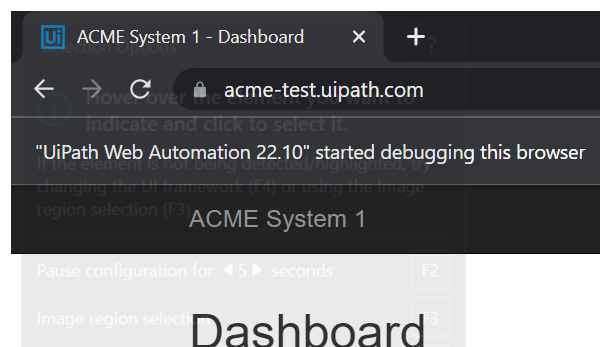 Ui ACME System 1 - Dashboard
Selection Options ?
acme-test.uipath.com
Hover over the element you want to
indicate and click to select it.
"UiPath Web Automation 22.10" started debugging this browser
If the element is not being detected/highlighted, try
changing the UI framework (F4) or using the Image
region selection (F3)
ACME System 1
Pause configuration for 5 seconds F2
Image region selection F3
Dashboard